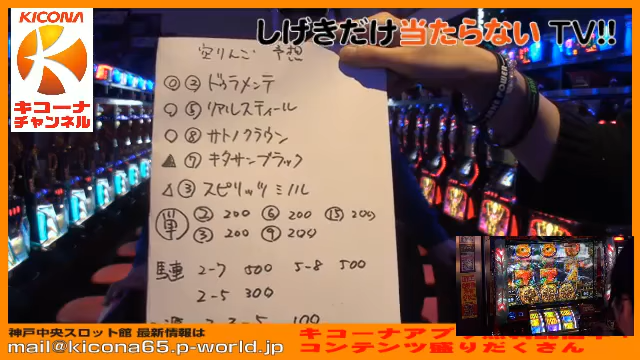 KICONA
キコーナ
チャンネル
しげきだけ当たらないTV!!
空りんご 予想
◎②ドゥラメンテ
○⑤リアルスティール
○⑧サトノクラウン
▲⑦キタサンブラック
△③スピリッツミノル
単 ② 200 ⑥ 200 ⑮ 200
③ 200 ⑨ 200
馬連 2-7 500 5-8 500
2-5 300
100
神戸中央スロット館 最新情報は
mail@kicona65.p-world.jp
キコーナアプリ
コンテンツ盛りだくさん